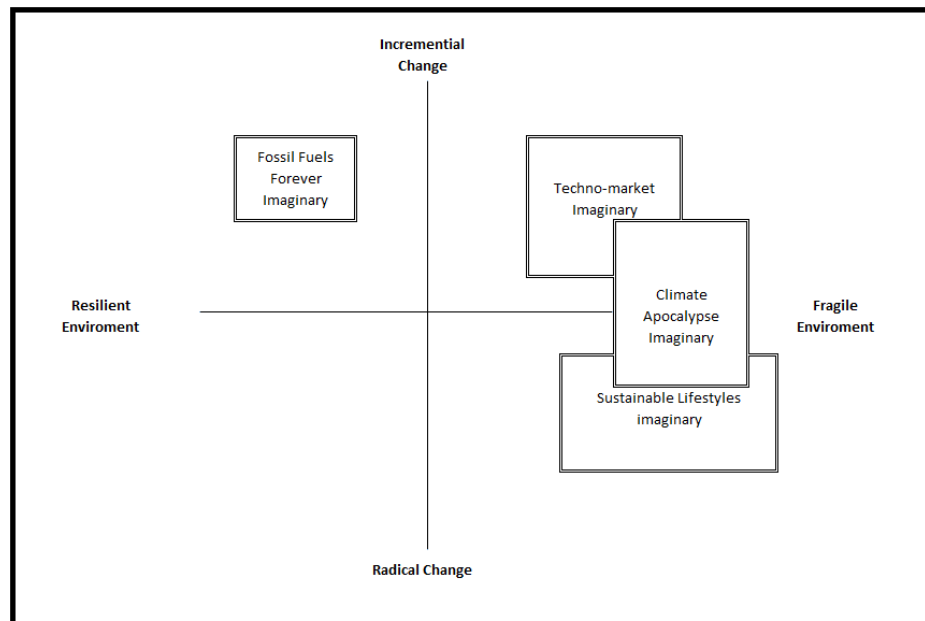 Incremential
Change
Fossil Fuels
Forever
Imaginary
Techno-market
Imaginary
Resilient
Enviroment
Climate
Apocalypse
Imaginary
Fragile
Enviroment
Sustainable Lifestyles
imaginary
Radical Change